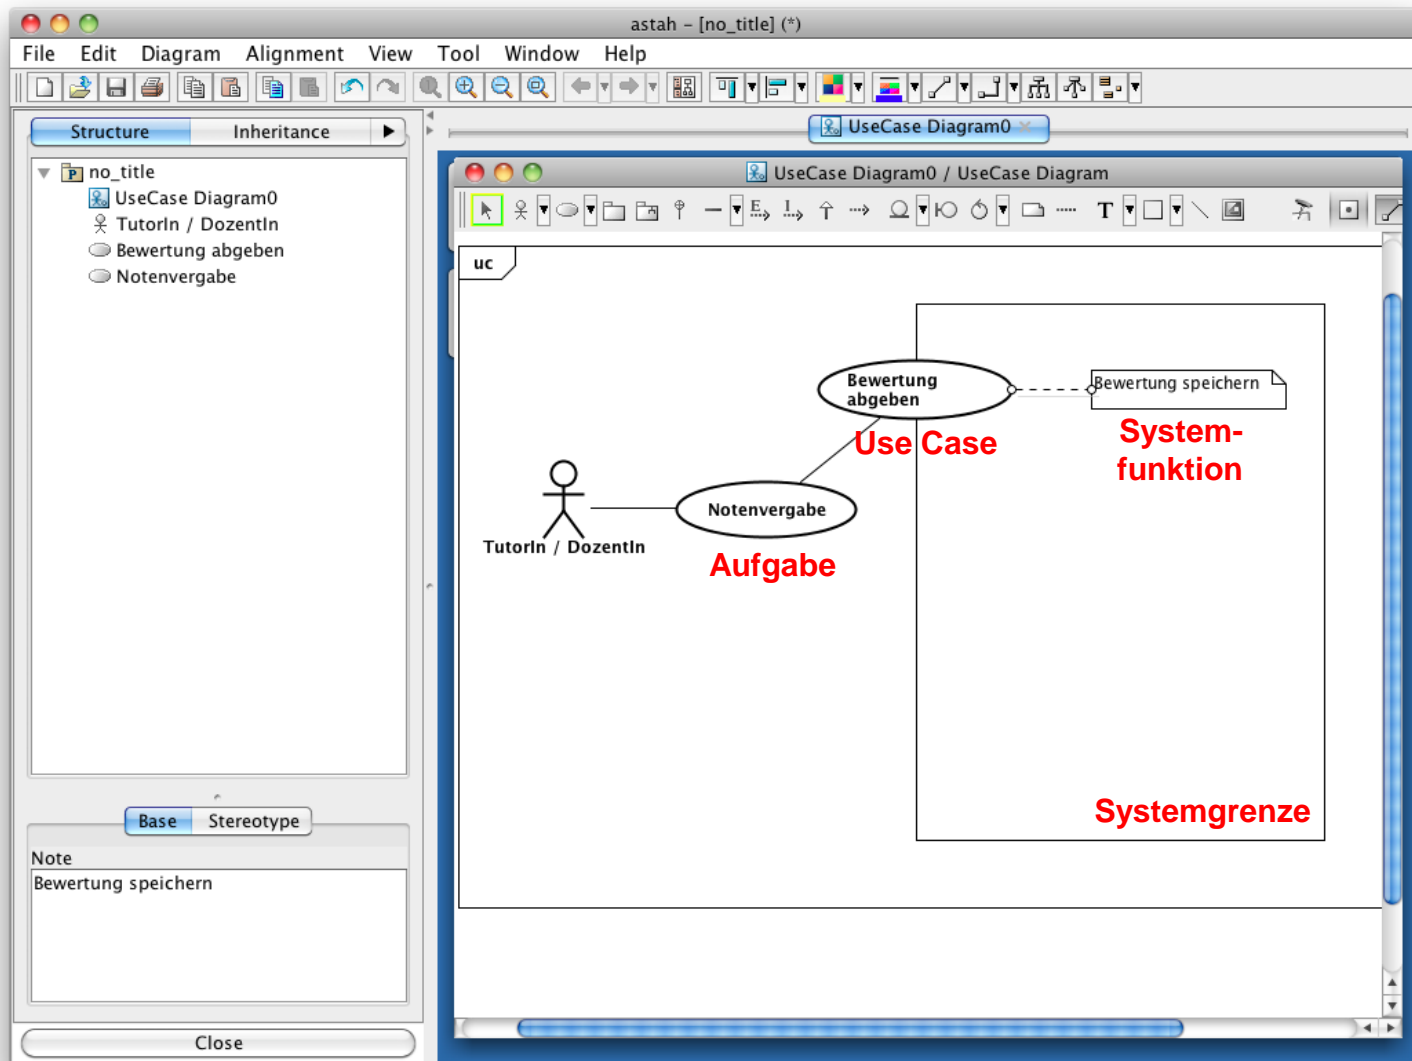 astah – [no_title] (*)
File Edit Diagram Alignment View Tool Window Help
Structure Inheritance
UseCase Diagram0
no_title
UseCase Diagram0
TutorIn / DozentIn
Bewertung abgeben
Notenvergabe
UseCase Diagram0 / UseCase Diagram
E
I
T
uc
Bewertung
abgeben
Bewertung speichern
Use Case
System-
funktion
Notenvergabe
TutorIn / DozentIn
Aufgabe
Systemgrenze
Base Stereotype
Note
Bewertung speichern
Close